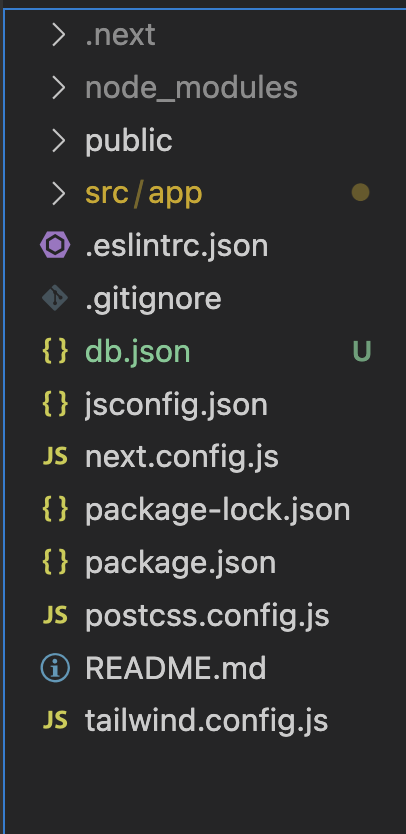 .next
node_modules
public
src/app
.eslintrc.json
.gitignore
{} db.json U
{} jsconfig.json
JS next.config.js
{} package-lock.json
{} package.json
JS postcss.config.js
README.md
JS tailwind.config.js